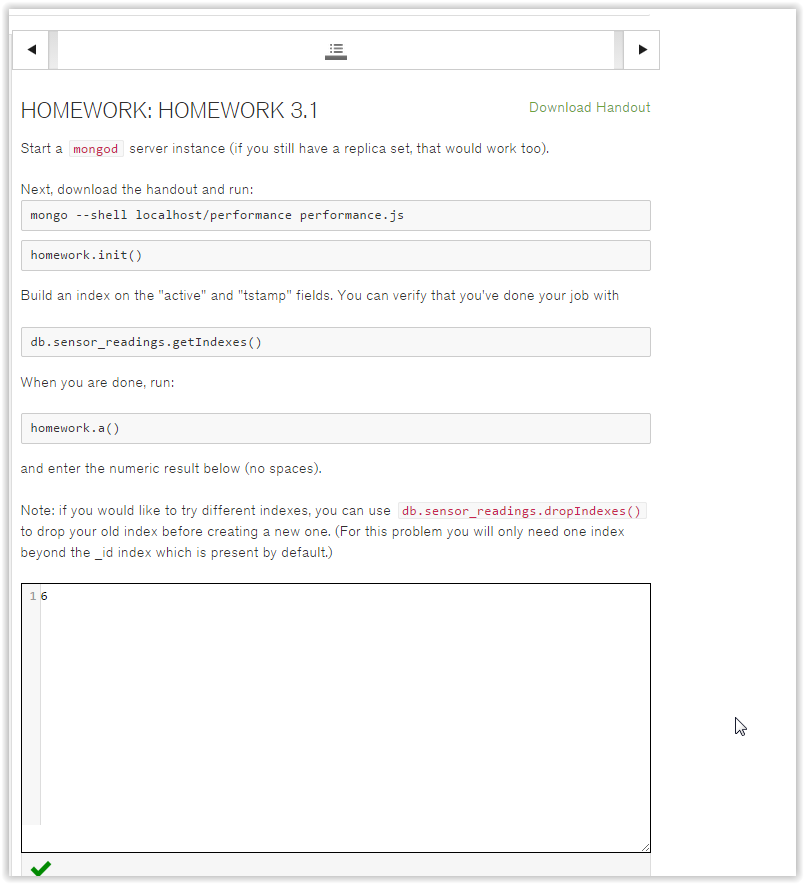 HOMEWORK: HOMEWORK 3.1
Download Handout
Start a mongod server instance (if you still have a replica set, that would work too).
Next, download the handout and run:
mongo --shell localhost/performance performance.js
homework.init()
Build an index on the "active" and "tstamp" fields. You can verify that you've done your job with
db.sensor_readings.getIndexes()
When you are done, run:
homework.a()
and enter the numeric result below (no spaces).
Note: if you would like to try different indexes, you can use db.sensor_readings.dropIndexes()
to drop your old index before creating a new one. (For this problem you will only need one index
beyond the _id index which is present by default.)
1 6